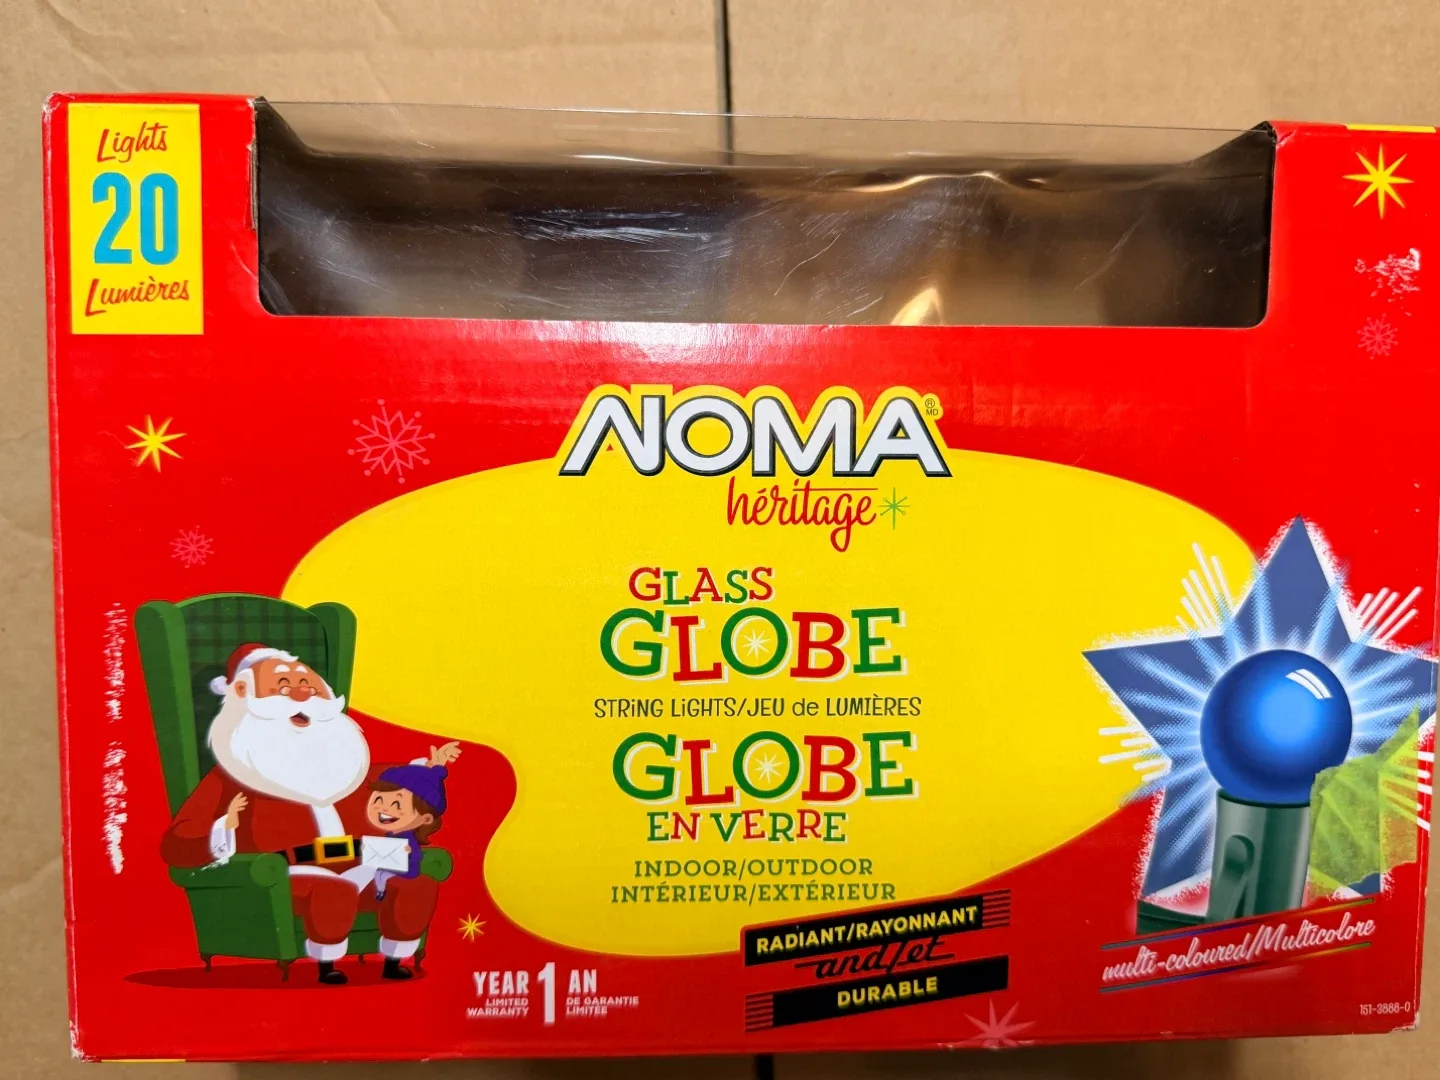 Lights
20
Lumières
NOMA ® MD
héritage
GLASS
GLOBE
STRiNG LiGHTS/JEU de LUMIÈRES
GLOBE
EN VERRE
INDOOR/OUTDOOR
INTÉRIEUR/EXTÉRIEUR
RADIANT/RAYONNANT
and/et
DURABLE
YEAR 1 AN
LIMITED WARRANTY
DE GARANTIE LIMITÉE
multi-coloured/Multicolore
151-3888-0